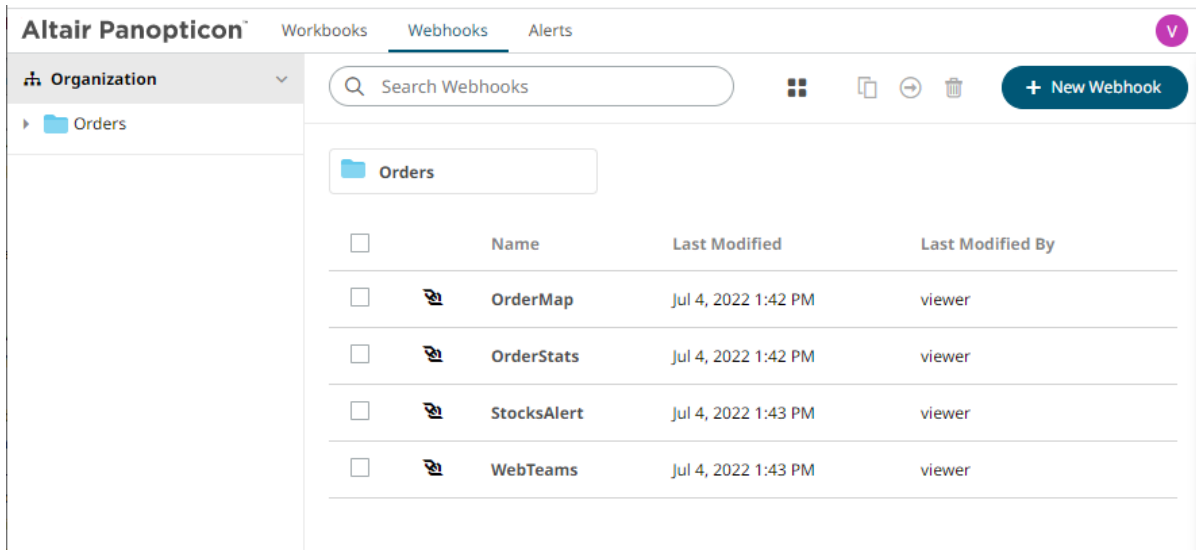 Altair Panopticon™ Workbooks Webhooks Alerts V
Organization
Orders
Search Webhooks + New Webhook
Orders
Name Last Modified Last Modified By
OrderMap Jul 4, 2022 1:42 PM viewer
OrderStats Jul 4, 2022 1:42 PM viewer
StocksAlert Jul 4, 2022 1:43 PM viewer
WebTeams Jul 4, 2022 1:43 PM viewer